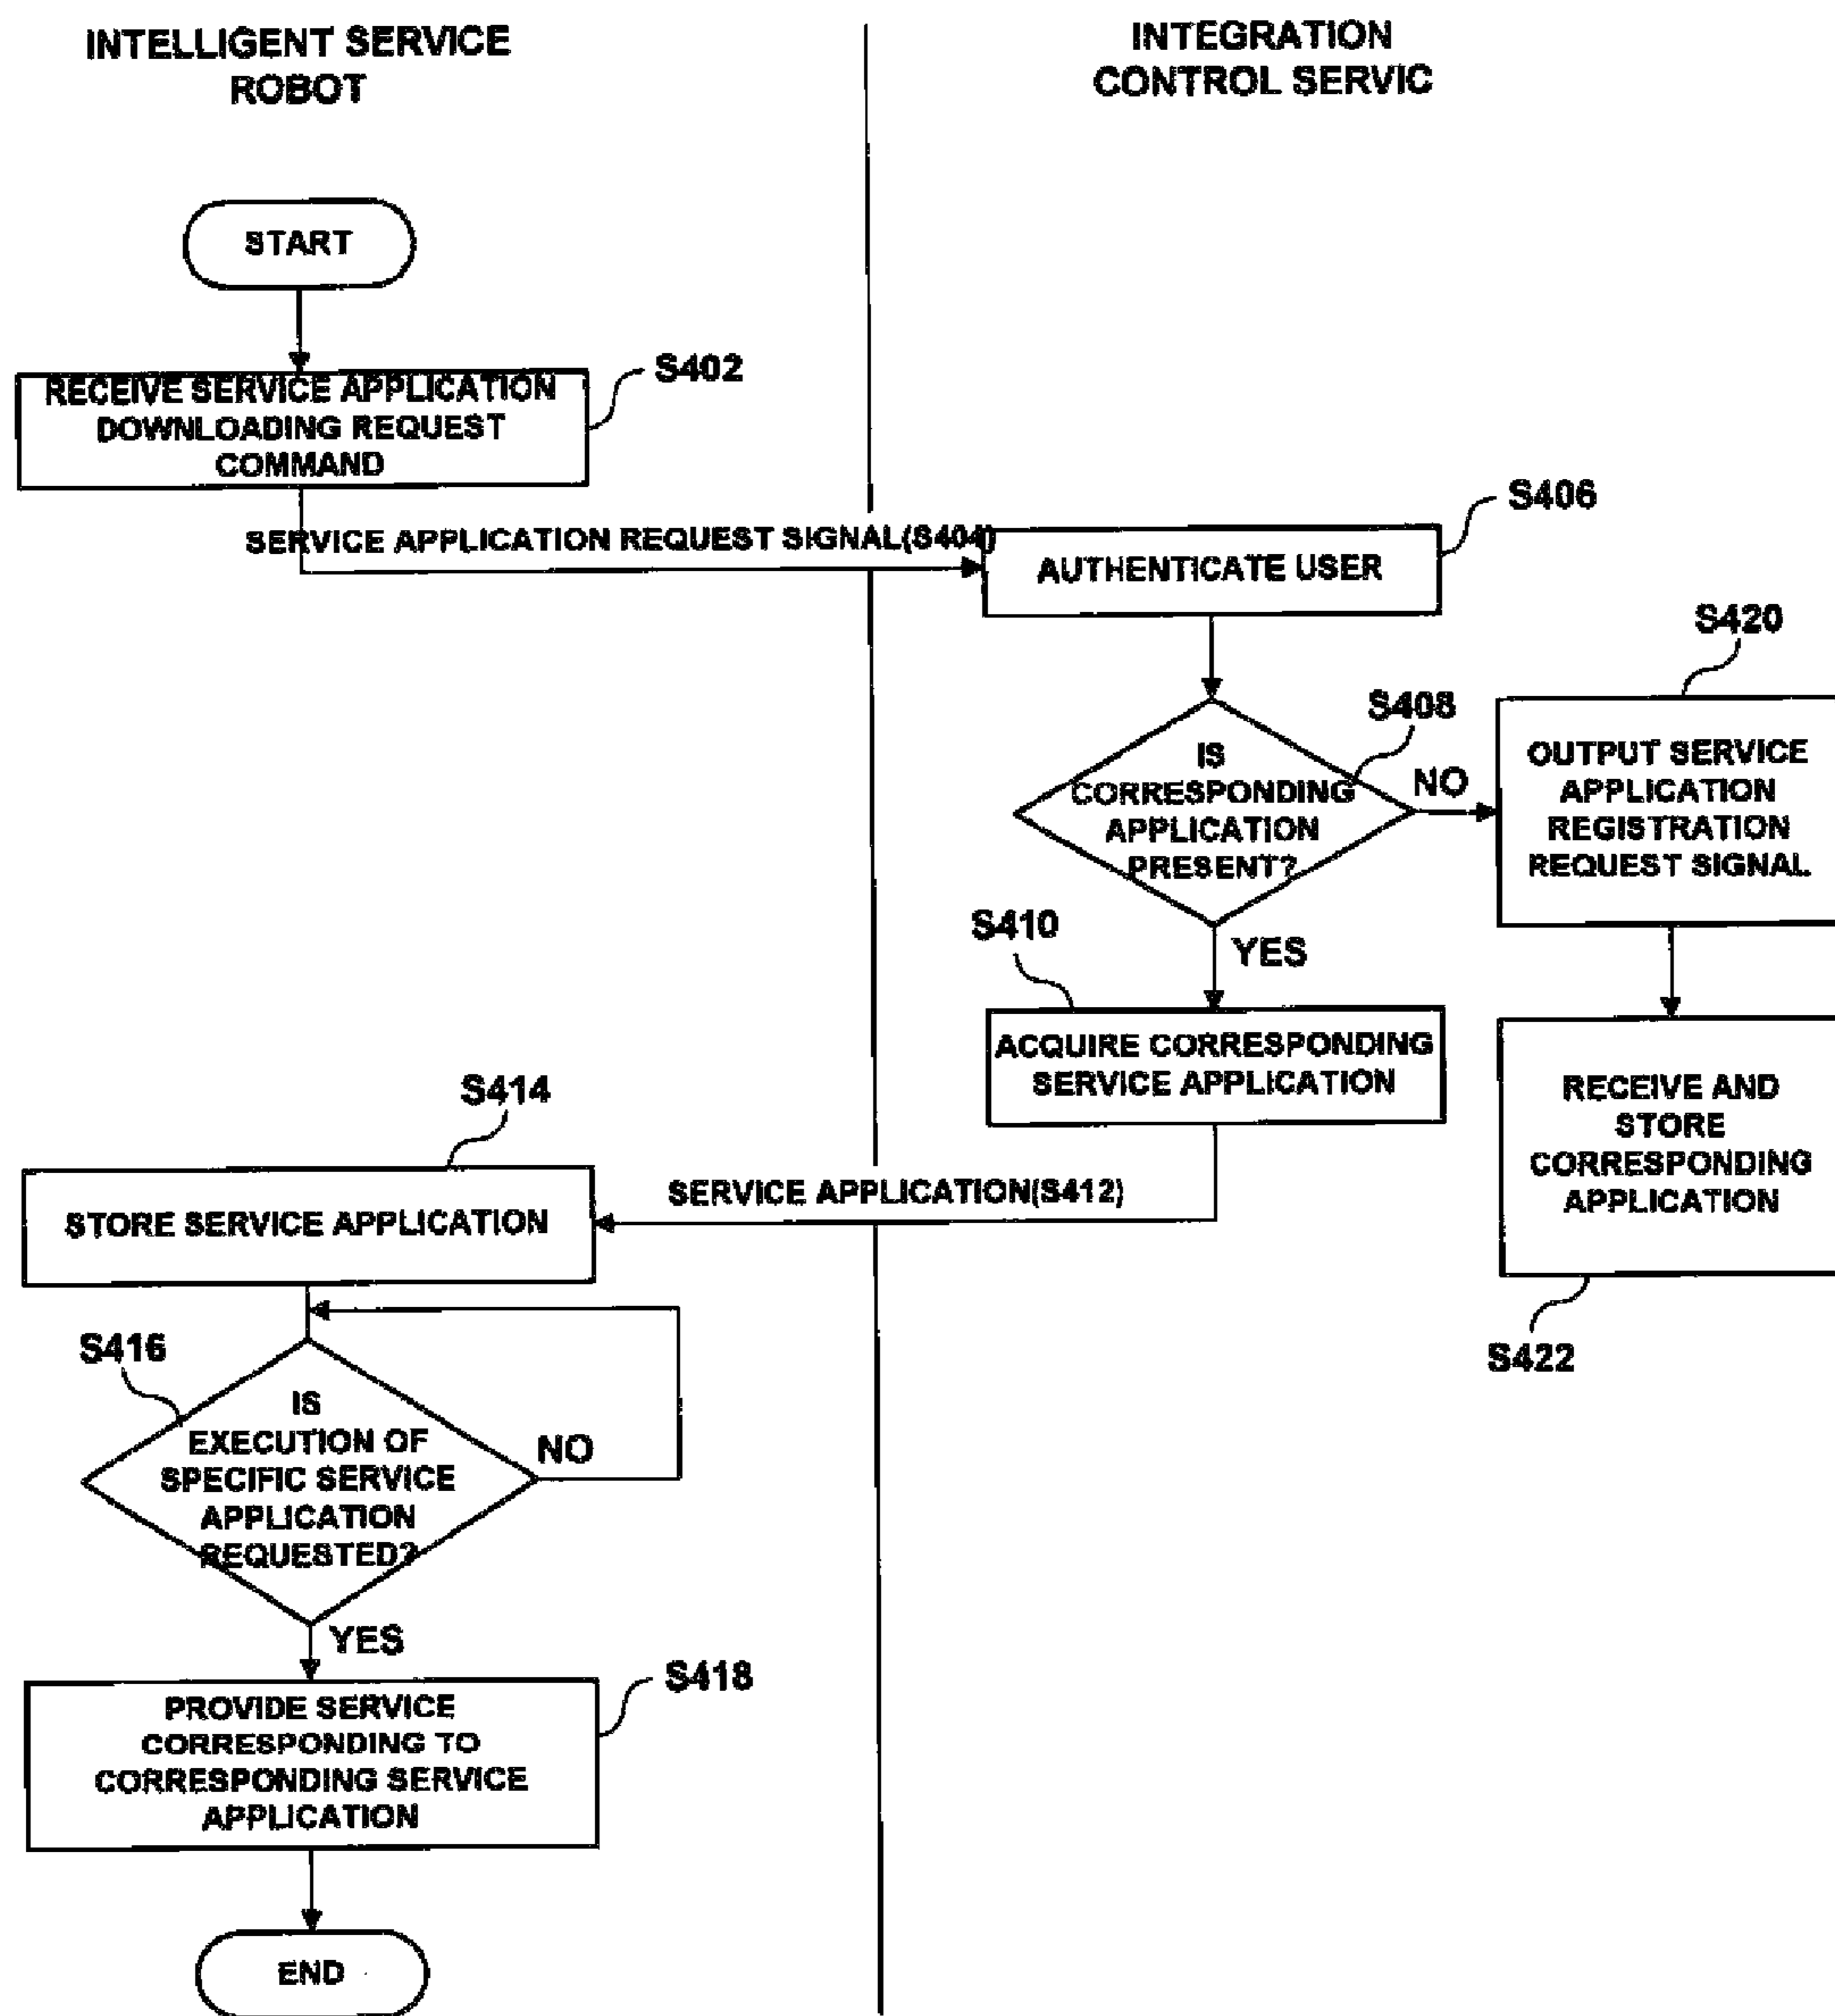 INTELLIGENT SERVICE
ROBOT
INTEGRATION
CONTROL SERVIC
START
S402
RECEIVE SERVICE APPLICATION
DOWNLOADING REQUEST
COMMAND
SERVICE APPLICATION REQUEST SIGNAL(S404)
S406
AUTHENTICATE USER
S408
IS
CORRESPONDING
APPLICATION
PRESENT?
NO
S420
OUTPUT SERVICE
APPLICATION
REGISTRATION
REQUEST SIGNAL
YES
S410
ACQUIRE CORRESPONDING
SERVICE APPLICATION
RECEIVE AND
STORE
CORRESPONDING
APPLICATION
S422
SERVICE APPLICATION(S412)
S414
STORE SERVICE APPLICATION
S416
IS
EXECUTION OF
SPECIFIC SERVICE
APPLICATION
REQUESTED?
NO
YES
S418
PROVIDE SERVICE
CORRESPONDING TO
CORRESPONDING SERVICE
APPLICATION
END